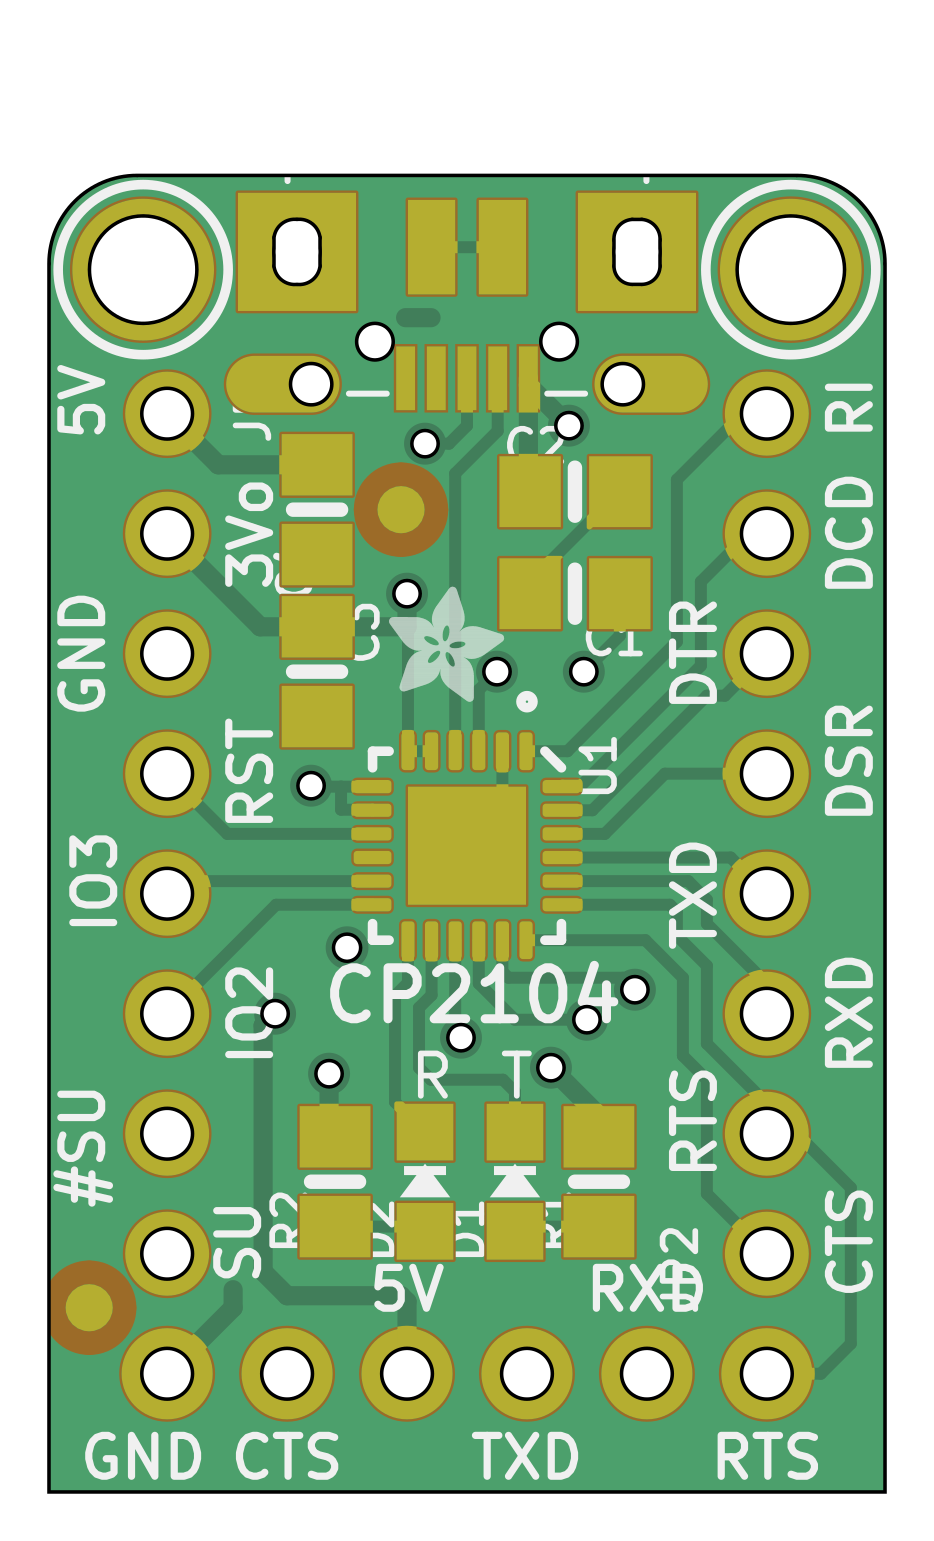 5V
RI
J
C2
3Vo
DCD
GND
C3
C1
DTR
RST
U1
DSR
IO3
TXD
CP2104
IO2
RXD
R
T
#SU
RTS
SU
R2
D2
D1
R1
CTS
5V
RXD
GND
CTS
TXD
RTS